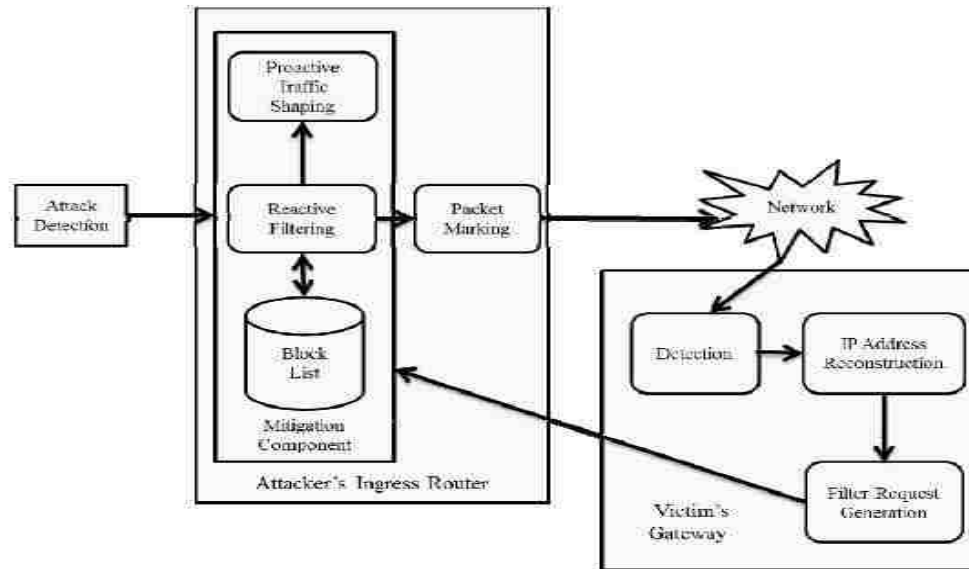 Proactive
Traffic
Shaping
Attack
Detection
Reactive
Filtering
Packet
Marking
Network
Block
List
Mitigation
Component
Attacker's Ingress Router
Detection
IP Address
Reconstruction
Filter Request
Generation
Victim's
Gateway